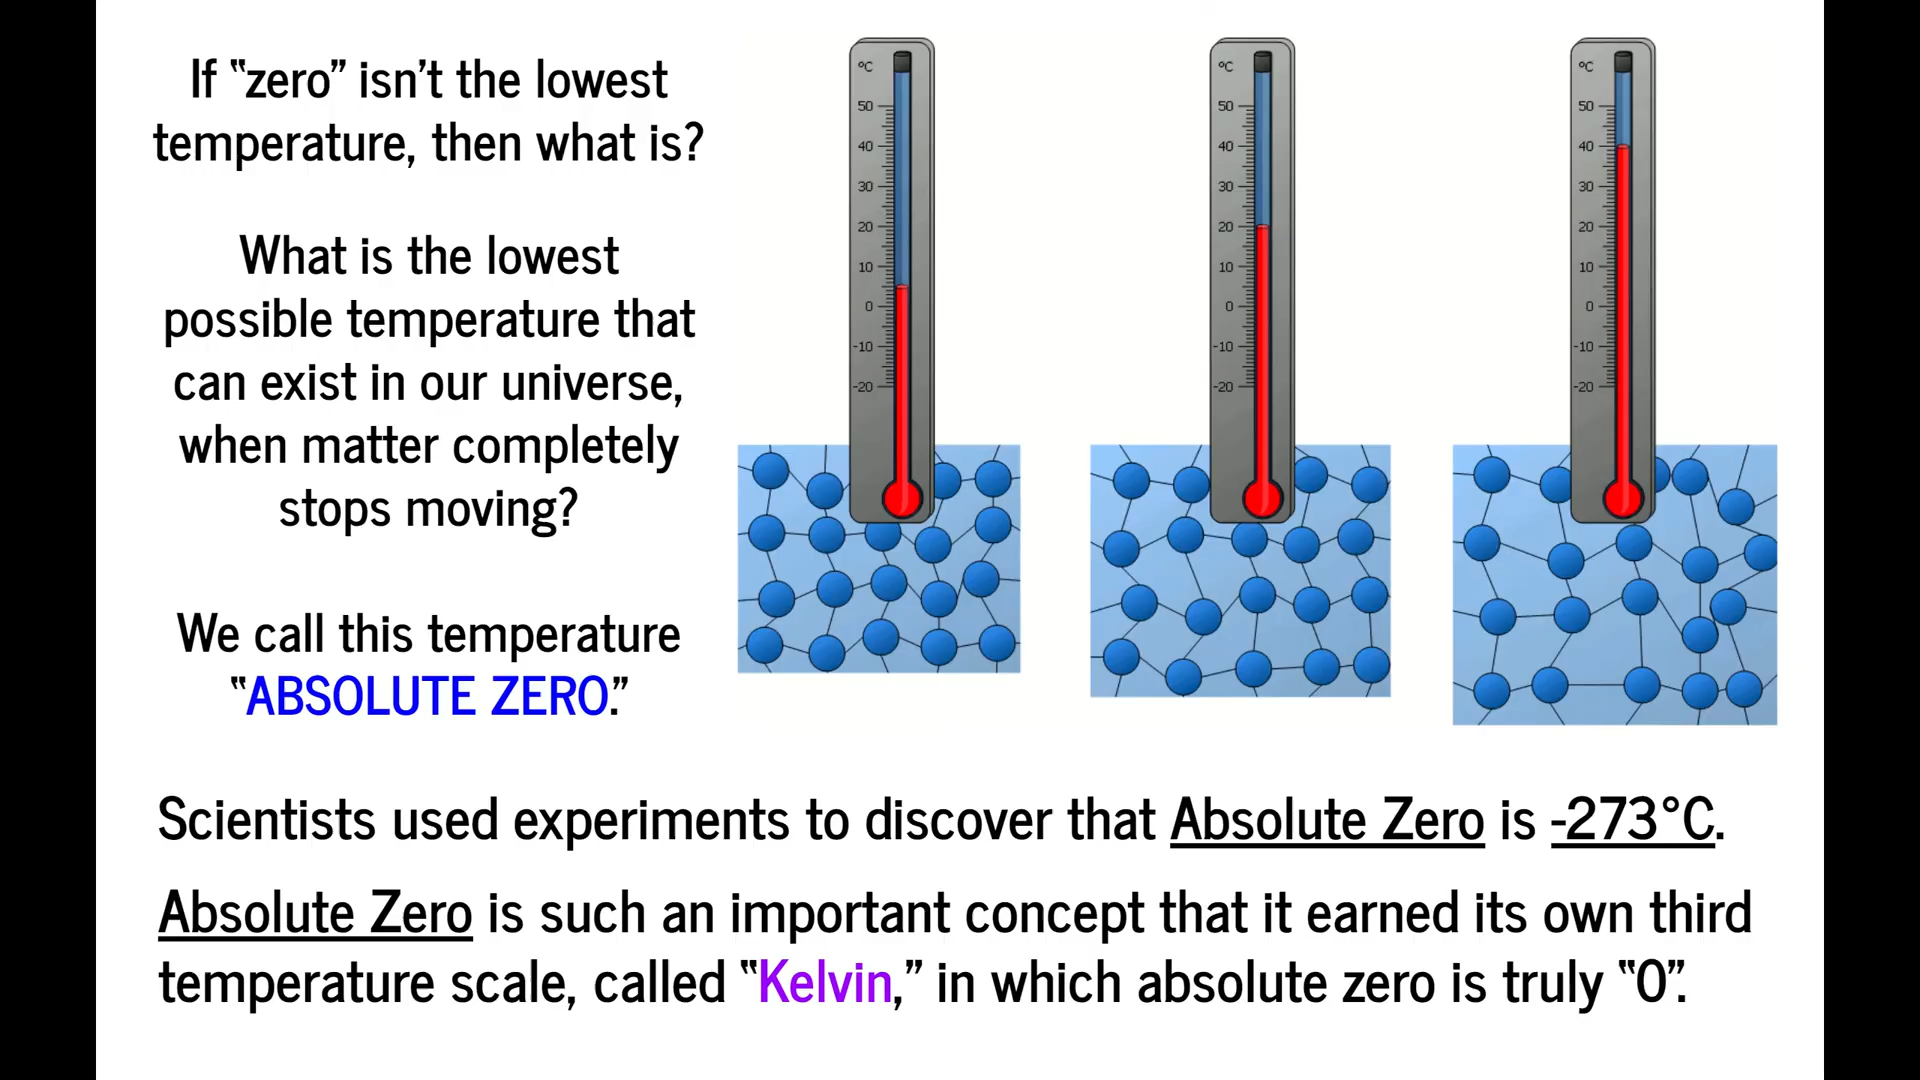 If “zero” isn’t the lowest
temperature, then what is?
What is the lowest
possible temperature that
can exist in our universe,
when matter completely
stops moving?
We call this temperature
“ABSOLUTE ZERO.”
ºC
50
40
30
20
10
0
-10
-20
ºC
50
40
30
20
10
0
-10
-20
ºC
50
40
30
20
10
0
-10
-20
Scientists used experiments to discover that Absolute Zero is -273°C.
Absolute Zero is such an important concept that it earned its own third
temperature scale, called “Kelvin,” in which absolute zero is truly “0”.